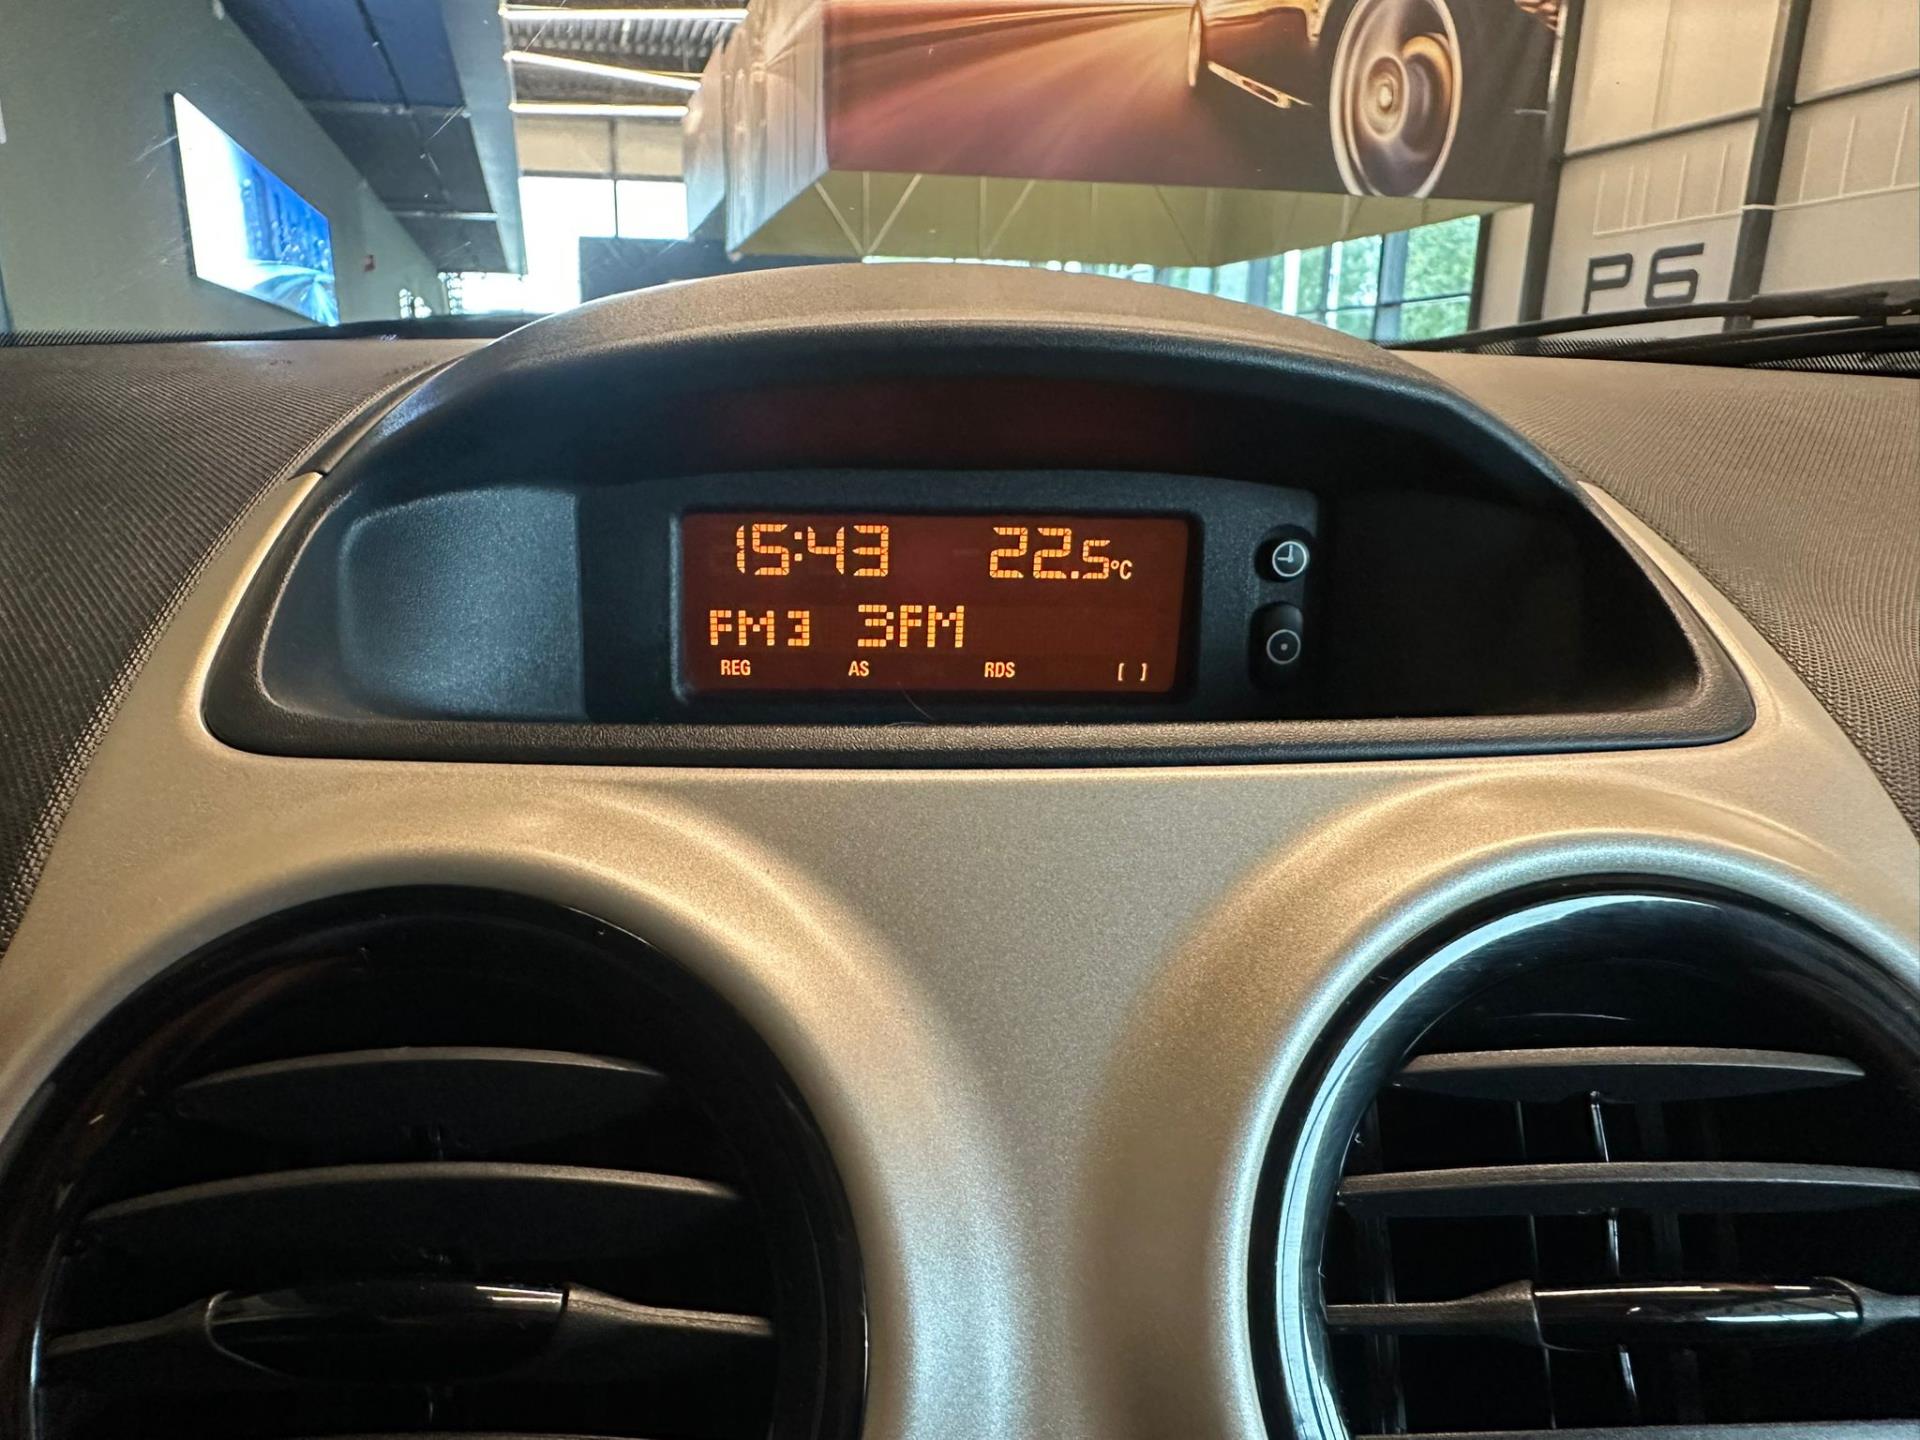 P6
15:43 22.5°C
FM3 3FM
REG AS RDS [ ]